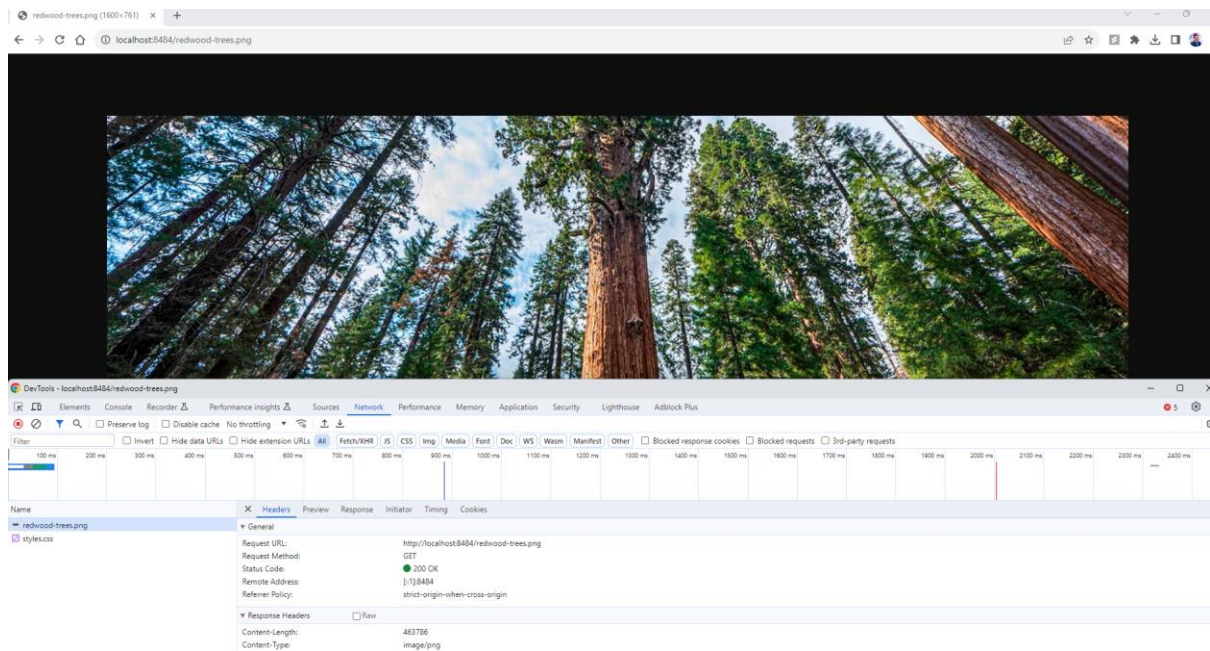 redwood-trees.png (1600×761)
localhost:8484/redwood-trees.png
DevTools - localhost:8484/redwood-trees.png
Elements Console Recorder Performance insights Sources Network Performance Memory Application Security Lighthouse Adblock Plus 5
Preserve log Disable cache No throttling
Filter Invert Hide data URLs Hide extension URLs All Fetch/XHR JS CSS Img Media Font Doc WS Wasm Manifest Other Blocked response cookies Blocked requests 3rd-party requests
100 ms 200 ms 300 ms 400 ms 500 ms 600 ms 700 ms 800 ms 900 ms 1000 ms 1100 ms 1200 ms 1300 ms 1400 ms 1500 ms 1600 ms 1700 ms 1800 ms 1900 ms 2000 ms 2100 ms 2200 ms 2300 ms 2400 ms
Name Headers Preview Response Initiator Timing Cookies
redwood-trees.png General
styles.css
Request URL: http://localhost:8484/redwood-trees.png
Request Method: GET
Status Code: 200 OK
Remote Address: [::1]:8484
Referrer Policy: strict-origin-when-cross-origin
Response Headers Raw
Content-Length: 463786
Content-Type: image/png